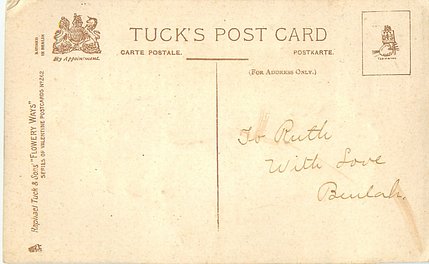 TUCK'S POST CARD
CARTE POSTALE.
POSTKARTE.
By Appointment.
(FOR ADDRESS ONLY.)
Raphael Tuck & Sons' "FLOWERY WAYS"
SERIES OF VALENTINE POSTCARDS No
To Ruth
With Love
Beulah.